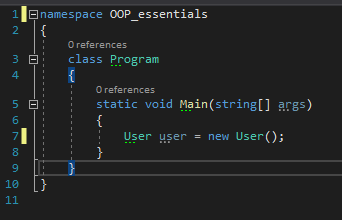 1 namespace OOP_essentials
2 {
0 references
3 class Program
4 {
0 references
5 static void Main(string[] args)
6 {
7 User user = new User();
8 }
9 }
10 }
11